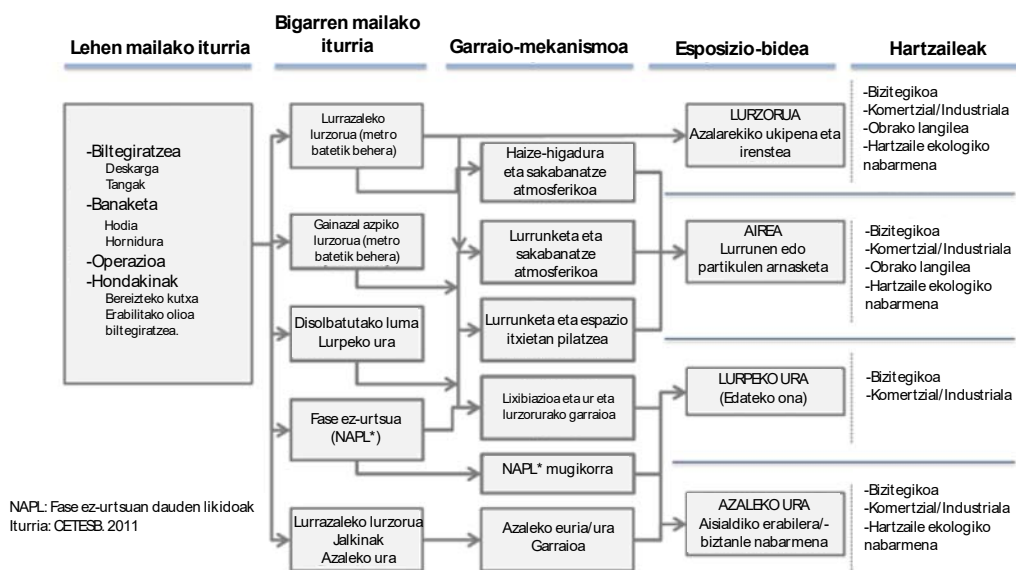 Lehen mailako iturria
Bigarren mailako
iturria
Garraio-mekanismoa
Esposizio-bidea
Hartzaileak
-Biltegiratzea
Deskarga
Tangak
-Banaketa
Hodia
Hornidura
-Operazioa
-Hondakinak
Bereizteko kutxa
Erabilitako olioa
biltegiratzea.
Lurrazaleko
lurzorua (metro
batetik behera)
Gainazal azpiko
lurzorua (metro
batetik behera)
Disolbatutako luma
Lurpeko ura
Fase ez-urtsua
(NAPL*)
Lurrazaleko lurzorua
Jalkinak
Azaleko ura
Haize-higadura
eta sakabanatze
atmosferikoa
Lurrunketa eta
sakabanatze
atmosferikoa
Lurrunketa eta espazio
itxietan pilatzea
Lixibiazioa eta ur eta
lurzorurako garraioa
NAPL* mugikorra
Azaleko euria/ura
Garraioa
LURZORUA
Azalarekiko ukipena eta
irenstea
AIREA
Lurrunen edo
partikulen arnasketa
LURPEKO URA
(Edateko ona)
AZALEKO URA
Aisialdiko erabilera/-
biztanle nabarmena
-Bizitegikoa
-Komertzial/Industriala
-Obrako langilea
-Hartzaile ekologiko
nabarmena
-Bizitegikoa
-Komertzial/Industriala
-Obrako langilea
-Hartzaile ekologiko
nabarmena
-Bizitegikoa
-Komertzial/Industriala
-Bizitegikoa
-Komertzial/Industriala
-Hartzaile ekologiko
nabarmena
NAPL: Fase ez-urtsuan dauden likidoak
Iturria: CETESB. 2011